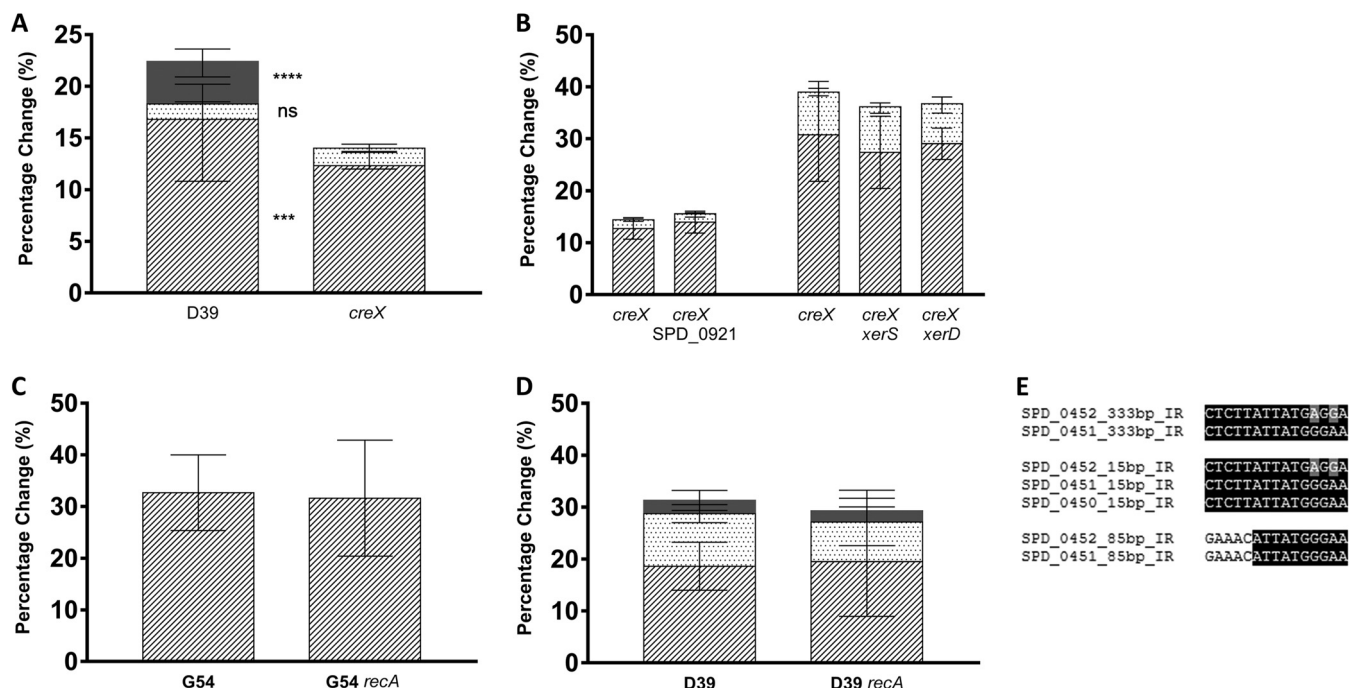 A
Percentage Change (%)
25
20
15
10
5
0
****
ns
***
D39
creX
B
Percentage Change (%)
50
40
30
20
10
0
creX
creX
SPD_0921
creX
creX
xerS
creX
xerD
C
Percentage Change (%)
50
40
30
20
10
0
G54
G54 recA
D
Percentage Change (%)
50
40
30
20
10
0
D39
D39 recA
E
SPD_0452_333bp_IR CTCTTATTATGAGGA
SPD_0451_333bp_IR CTCTTATTATGGGAA
SPD_0452_15bp_IR CTCTTATTATGAGGA
SPD_0451_15bp_IR CTCTTATTATGGGAA
SPD_0450_15bp_IR CTCTTATTATGGGAA
SPD_0452_85bp_IR GAAACATTATGGGAA
SPD_0451_85bp_IR GAAACATTATGGGAA